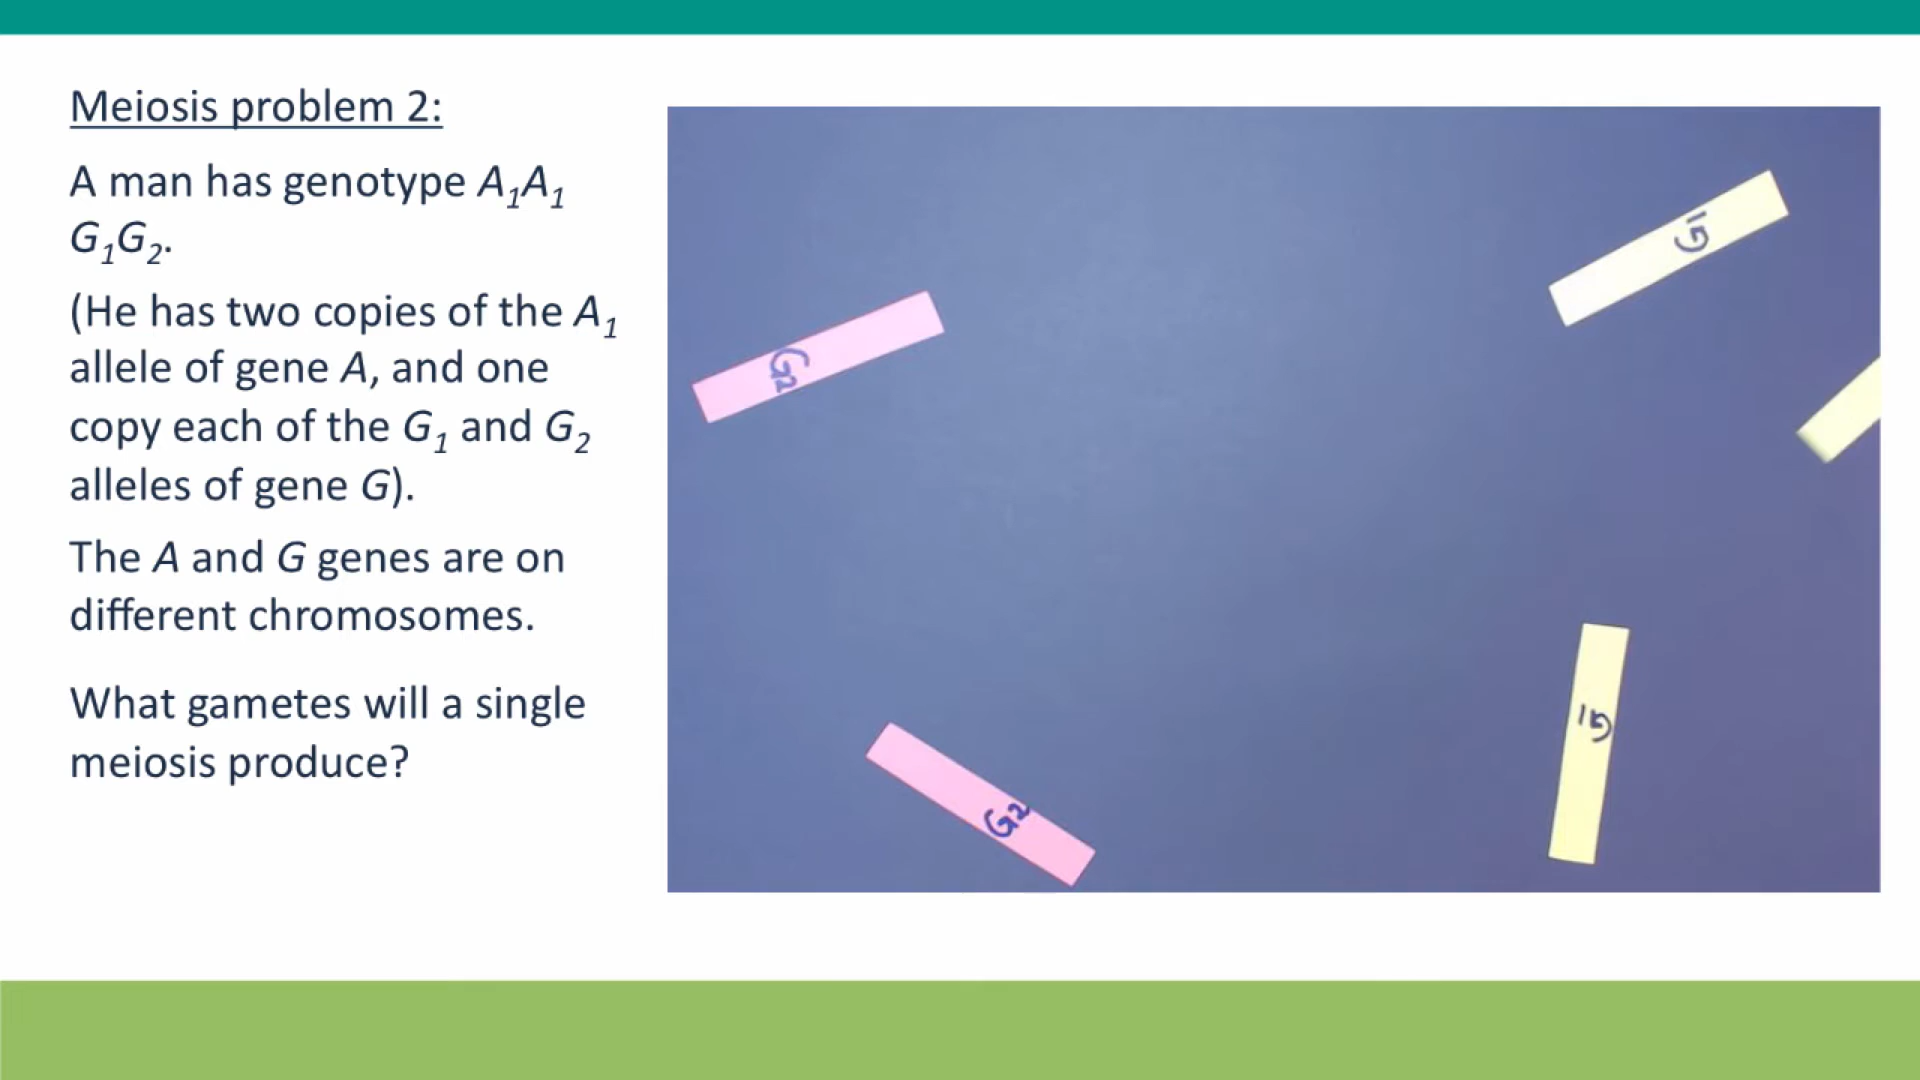 Meiosis problem 2:
A man has genotype A₁A₁
G₁G₂.
(He has two copies of the A₁
allele of gene A, and one
copy each of the G₁ and G₂
alleles of gene G).
The A and G genes are on
different chromosomes.
What gametes will a single
meiosis produce?
G1
G2
G1
G2